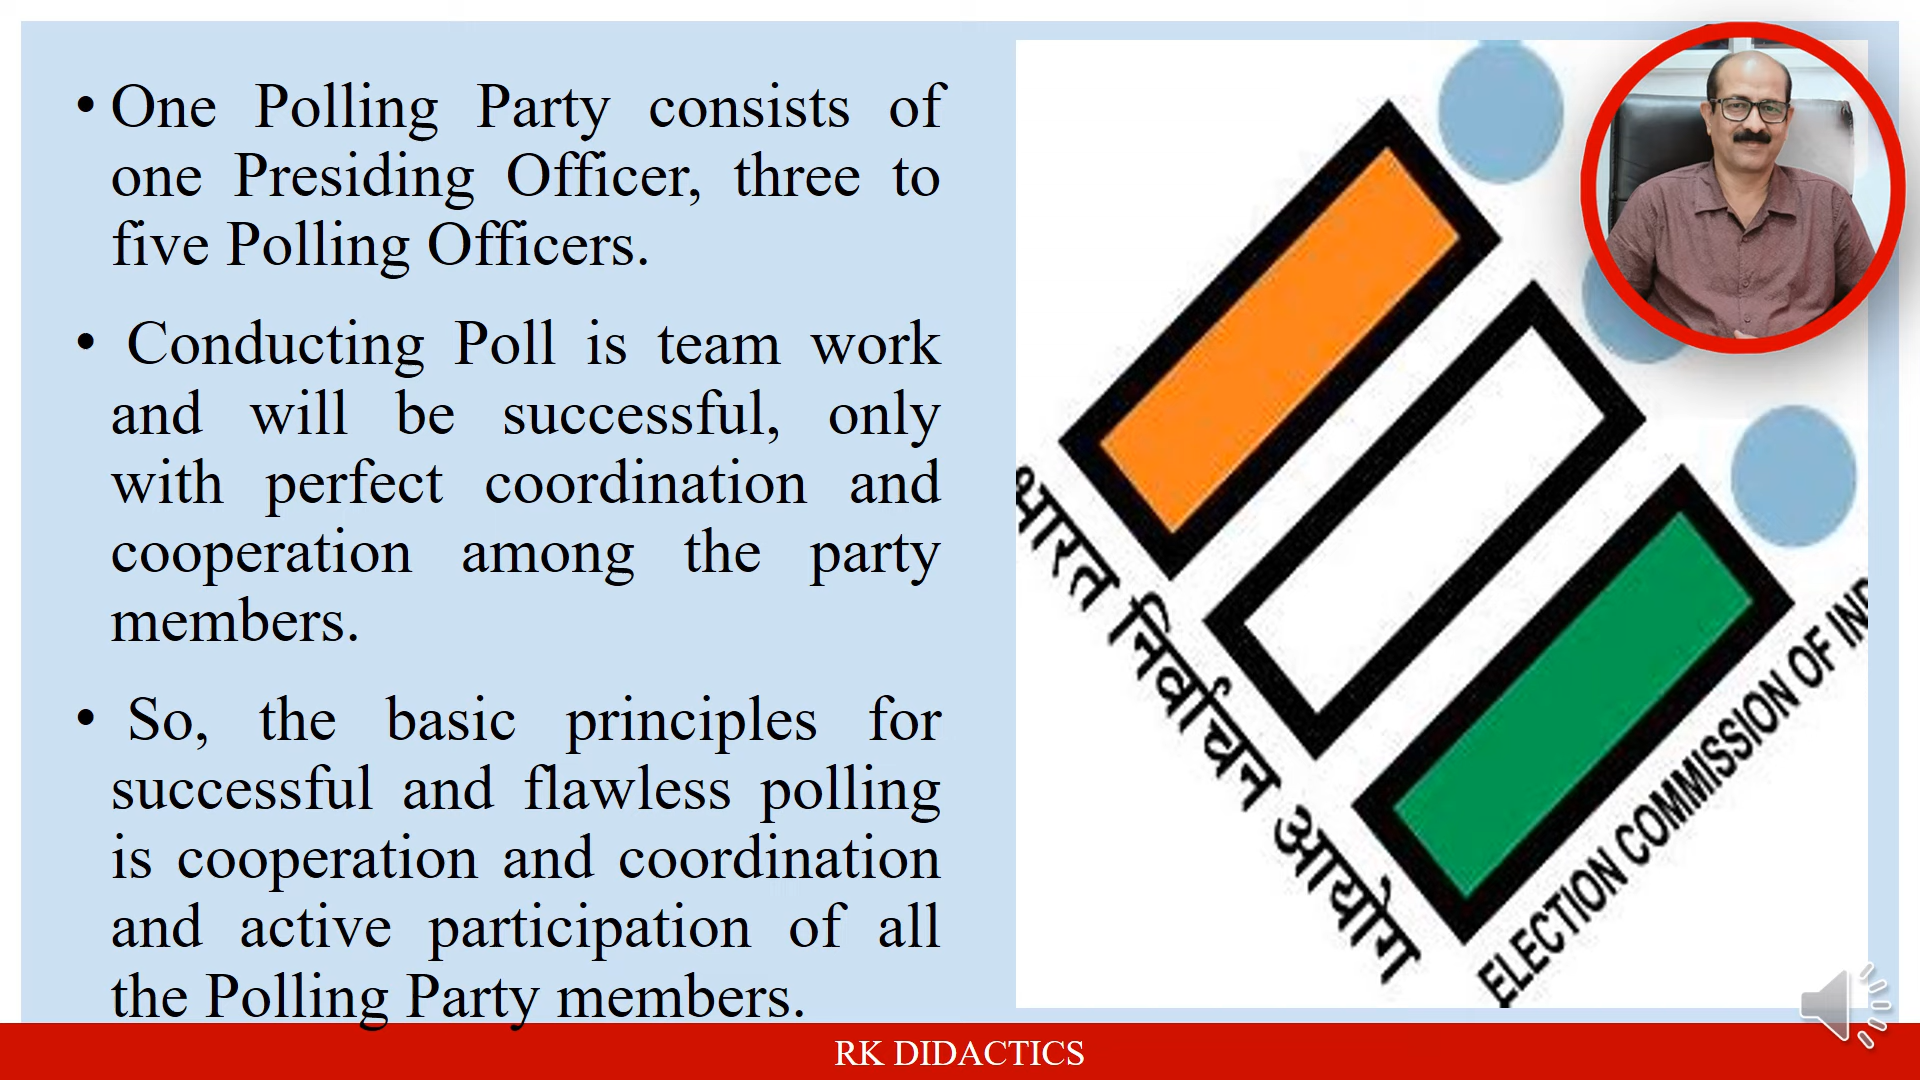 • One Polling Party consists of
one Presiding Officer, three to
five Polling Officers.
• Conducting Poll is team work
and will be successful, only
with perfect coordination and
cooperation among the party
members.
• So, the basic principles for
successful and flawless polling
is cooperation and coordination
and active participation of all
the Polling Party members.
भारत निर्वाचन आयोग
ELECTION COMMISSION OF IND
RK DIDACTICS